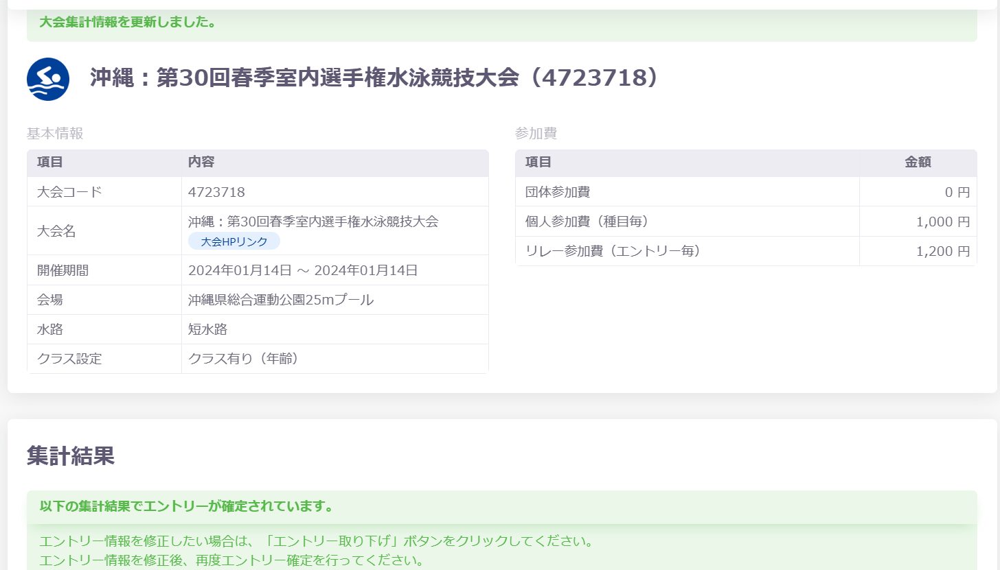 大会集計情報を更新しました。
沖縄：第30回春季室内選手権水泳競技大会（4723718）
基本情報
項目 内容
大会コード 4723718
大会名 沖縄：第30回春季室内選手権水泳競技大会
大会HPリンク
開催期間 2024年01月14日 ～ 2024年01月14日
会場 沖縄県総合運動公園25mプール
水路 短水路
クラス設定 クラス有り（年齢）
参加費
項目 金額
団体参加費 0 円
個人参加費（種目毎） 1,000 円
リレー参加費（エントリー毎） 1,200 円
集計結果
以下の集計結果でエントリーが確定されています。
エントリー情報を修正したい場合は、「エントリー取り下げ」ボタンをクリックしてください。
エントリー情報を修正後、再度エントリー確定を行ってください。